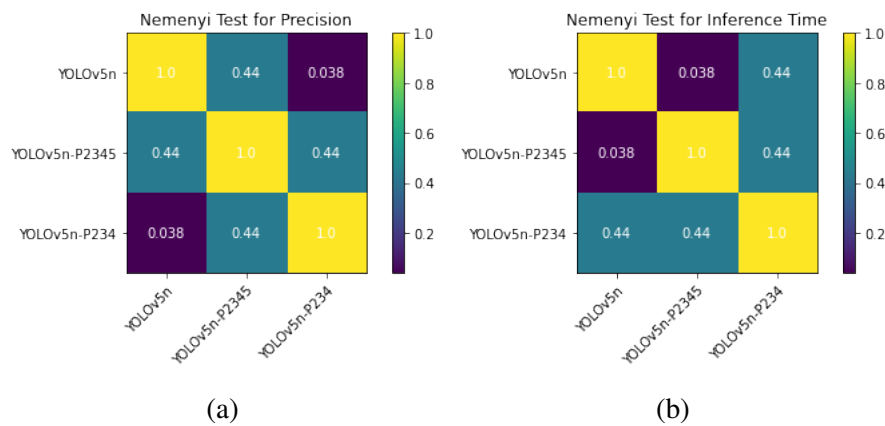 Nemenyi Test for Precision
YOLOv5n
YOLOv5n-P2345
YOLOv5n-P234
1.0 0.44 0.038
0.44 1.0 0.44
0.038 0.44 1.0
YOLOv5n
YOLOv5n-P2345
YOLOv5n-P234
1.0
0.8
0.6
0.4
0.2
(a)
Nemenyi Test for Inference Time
YOLOv5n
YOLOv5n-P2345
YOLOv5n-P234
1.0 0.038 0.44
0.038 1.0 0.44
0.44 0.44 1.0
YOLOv5n
YOLOv5n-P2345
YOLOv5n-P234
1.0
0.8
0.6
0.4
0.2
(b)